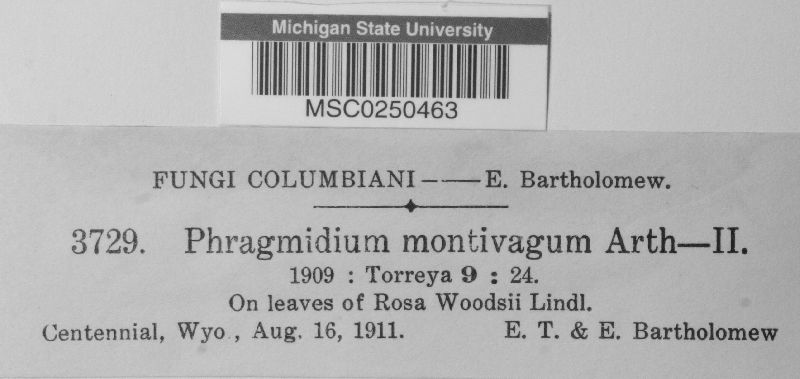 Michigan State University
MSC0250463
FUNGI COLUMBIANI——E. Bartholomew.
3729. Phragmidium montivagum Arth—II.
1909 : Torreya 9 : 24.
On leaves of Rosa Woodsii Lindl.
Centennial, Wyo., Aug. 16, 1911. E. T. & E. Bartholomew